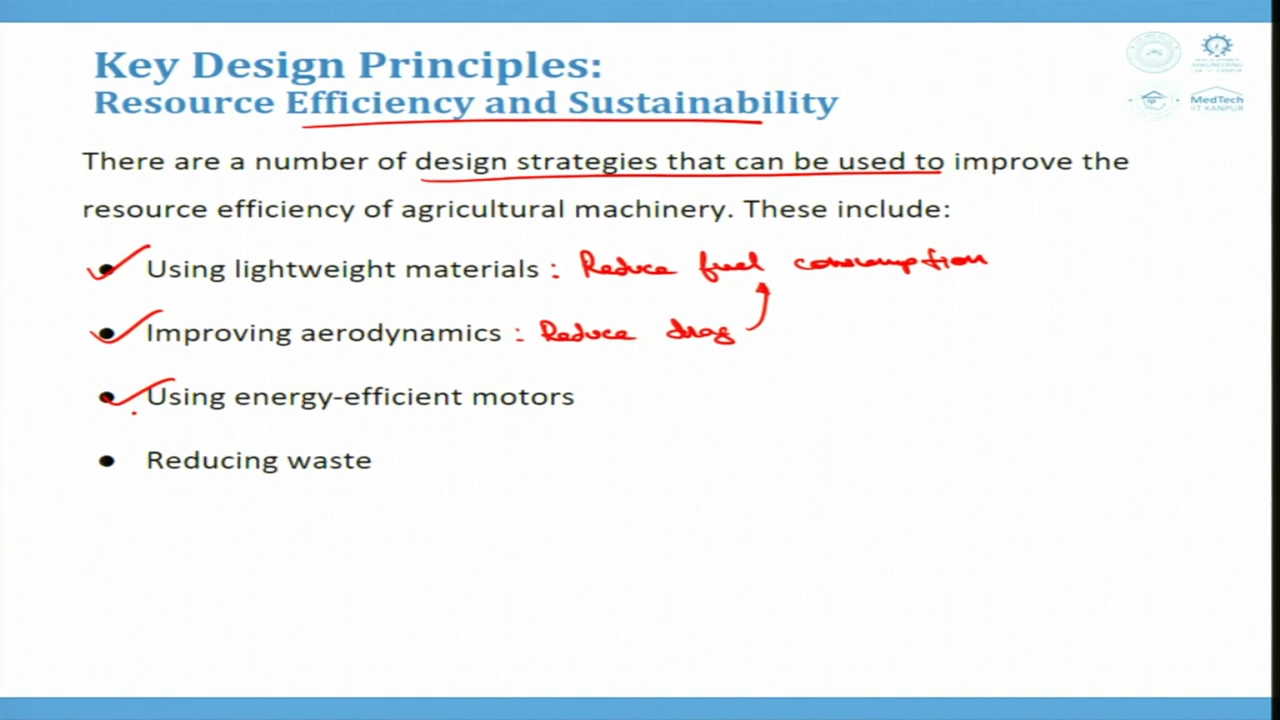 Key Design Principles:
Resource Efficiency and Sustainability
MedTech
IIT KANPUR
There are a number of design strategies that can be used to improve the
resource efficiency of agricultural machinery. These include:
● Using lightweight materials : Reduce fuel consumption
● Improving aerodynamics : Reduce drag
● Using energy-efficient motors
● Reducing waste